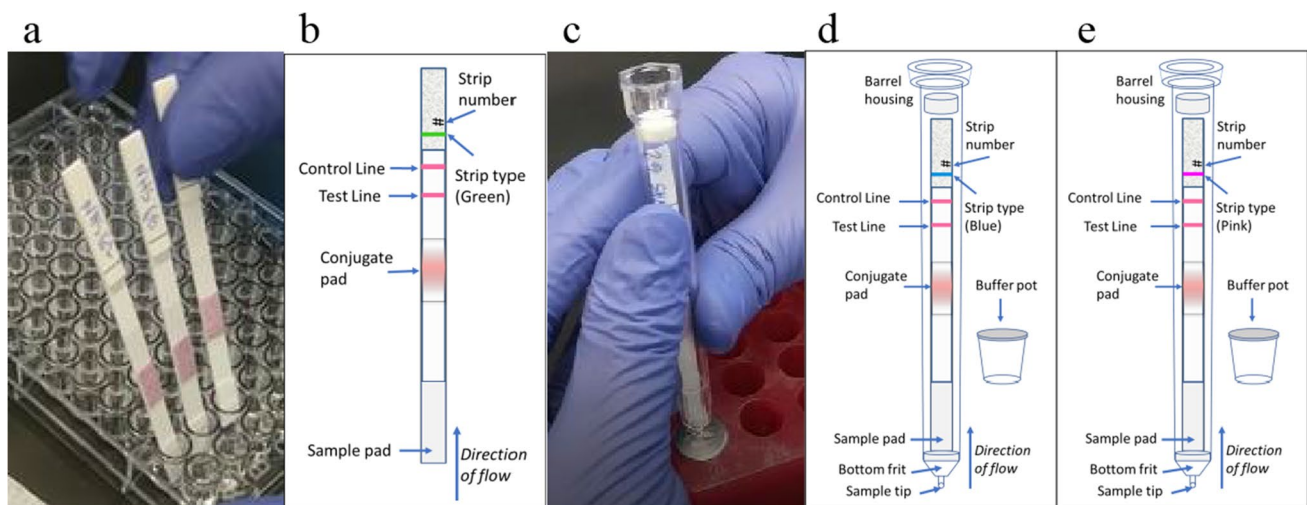 a
b
c
d
e
Strip
number
#
Control Line
Test Line
Strip type
(Green)
Conjugate
pad
Sample pad
Direction
of flow
Barrel
housing
Strip
number
#
Control Line
Test Line
Strip type
(Blue)
Conjugate
pad
Buffer pot
Sample pad
Bottom frit
Sample tip
Direction
of flow
Barrel
housing
Strip
number
#
Control Line
Test Line
Strip type
(Pink)
Conjugate
pad
Buffer pot
Sample pad
Bottom frit
Sample tip
Direction
of flow